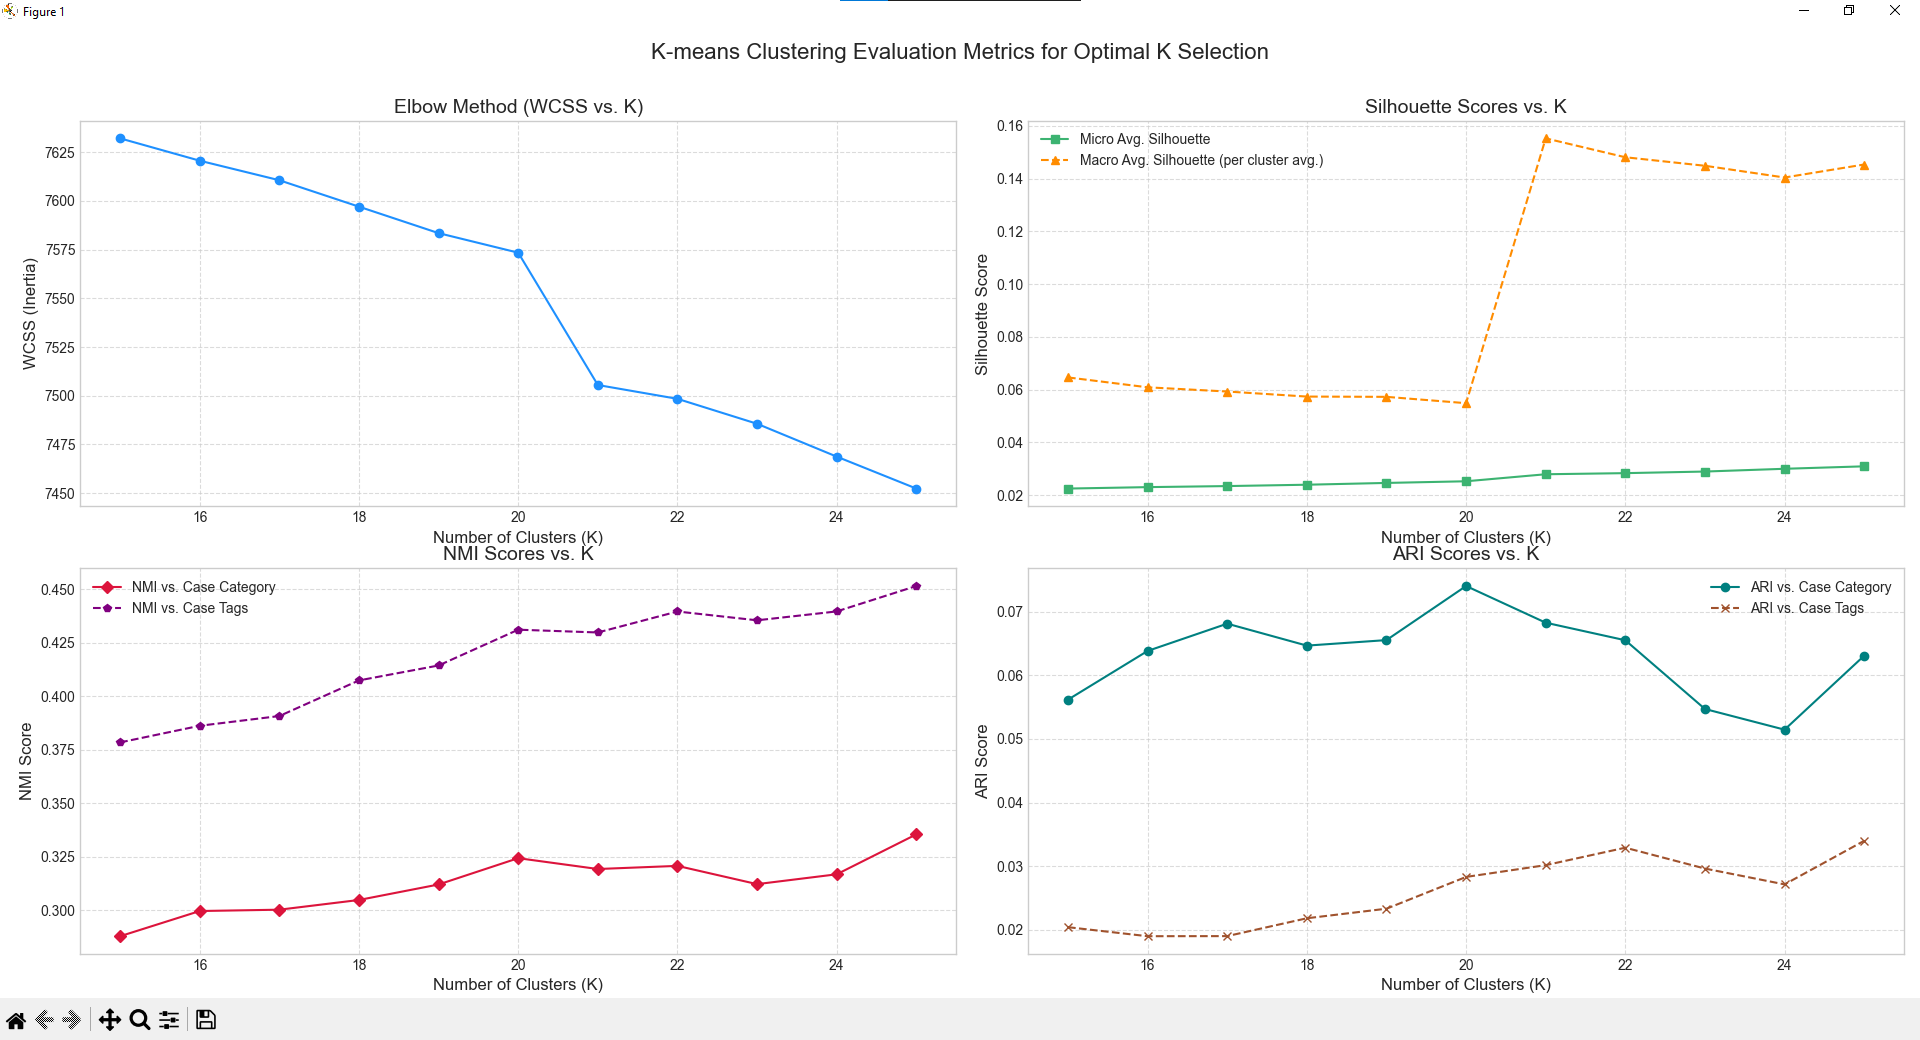 Figure 1
K-means Clustering Evaluation Metrics for Optimal K Selection
Elbow Method (WCSS vs. K)
WCSS (Inertia)
7625
7600
7575
7550
7525
7500
7475
7450
16 18 20 22 24
Number of Clusters (K)
Silhouette Scores vs. K
Micro Avg. Silhouette
Macro Avg. Silhouette (per cluster avg.)
Silhouette Score
0.16
0.14
0.12
0.10
0.08
0.06
0.04
0.02
16 18 20 22 24
Number of Clusters (K)
NMI Scores vs. K
NMI vs. Case Category
NMI vs. Case Tags
NMI Score
0.450
0.425
0.400
0.375
0.350
0.325
0.300
16 18 20 22 24
Number of Clusters (K)
ARI Scores vs. K
ARI vs. Case Category
ARI vs. Case Tags
ARI Score
0.07
0.06
0.05
0.04
0.03
0.02
16 18 20 22 24
Number of Clusters (K)